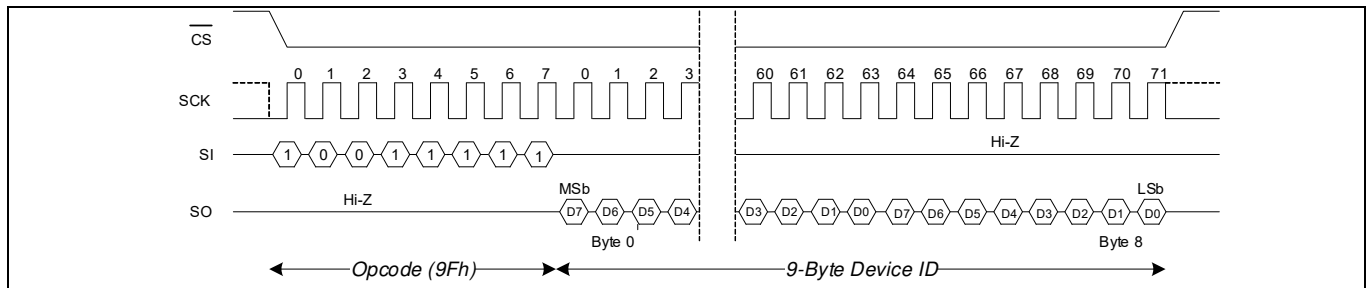 CS
0 1 2 3 4 5 6 7 0 1 2 3 60 61 62 63 64 65 66 67 68 69 70 71
SCK
Hi-Z
SI 1 0 0 1 1 1 1 1
Hi-Z MSb LSb
SO D7 D6 D5 D4 D3 D2 D1 D0 D7 D6 D5 D4 D3 D2 D1 D0
Byte 0 Byte 8
Opcode (9Fh) 9-Byte Device ID